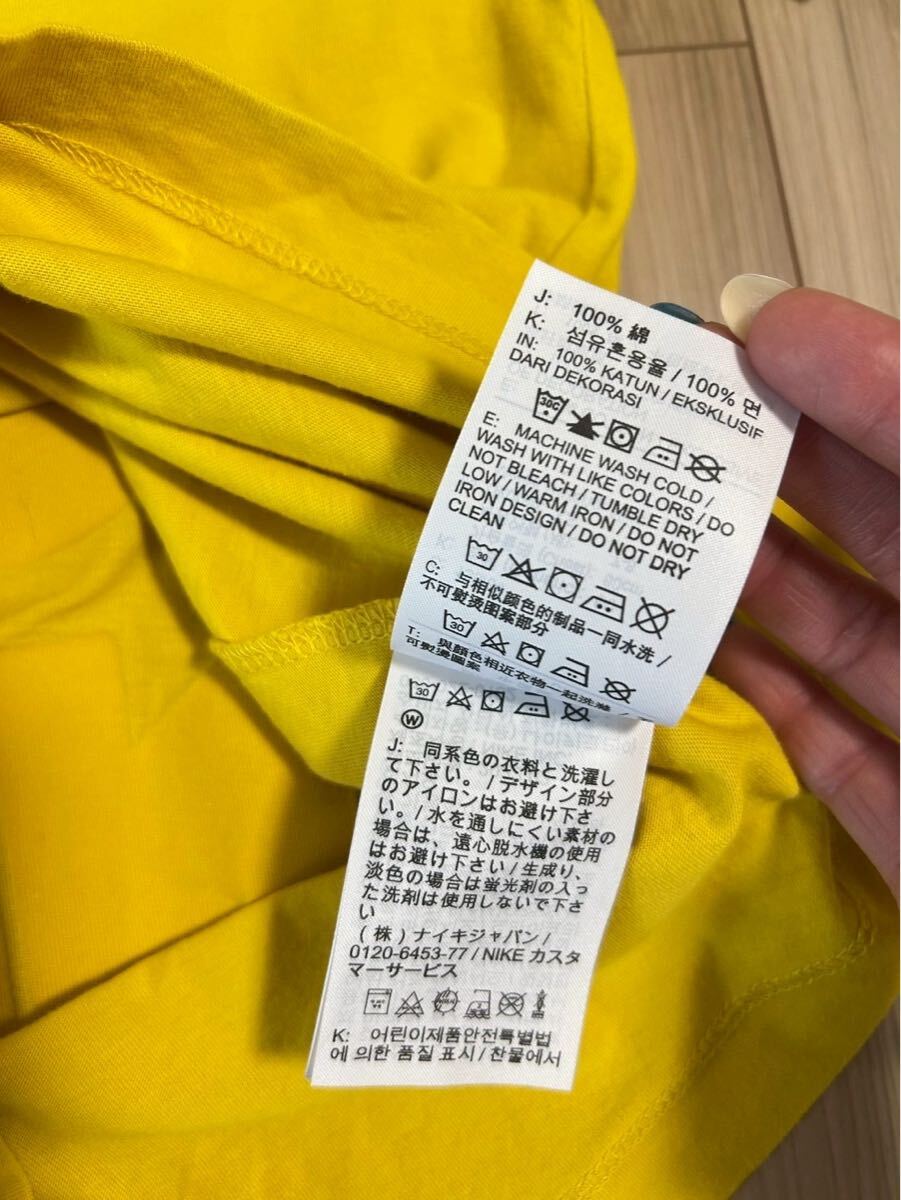 J: 100% 綿
K: 섬유혼용율 / 100% 면
IN: 100% KATUN / EKSKLUSIF
DARI DEKORASI
30C
E: MACHINE WASH COLD /
WASH WITH LIKE COLORS / DO
NOT BLEACH / TUMBLE DRY
LOW / WARM IRON / DO NOT
IRON DESIGN / DO NOT DRY
CLEAN
30
C: 与相似颜色的制品一同水洗 /
不可熨烫图案部分
30
T: 與顏色相近衣物一起洗滌 /
可熨燙圖案
30
W
J: 同系色の衣料と洗濯し
て下さい。/ デザイン部分
のアイロンはお避け下さ
い。/ 水を通しにくい素材の
場合は、遠心脱水機の使用
はお避け下さい / 生成り、
淡色の場合は蛍光剤の入っ
た洗剤は使用しないで下さ
い
(株) ナイキジャパン /
0120-6453-77 / NIKE カスタ
マーサービス
K: 어린이제품안전특별법
에 의한 품질 표시 / 찬물에서